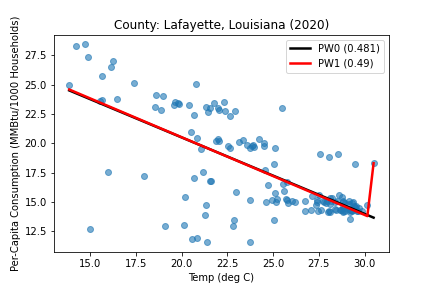 County: Lafayette, Louisiana (2020)
PW0 (0.481)
PW1 (0.49)
Per-Capita Consumption (MMBtu/1000 Households)
27.5
25.0
22.5
20.0
17.5
15.0
12.5
15.0 17.5 20.0 22.5 25.0 27.5 30.0
Temp (deg C)